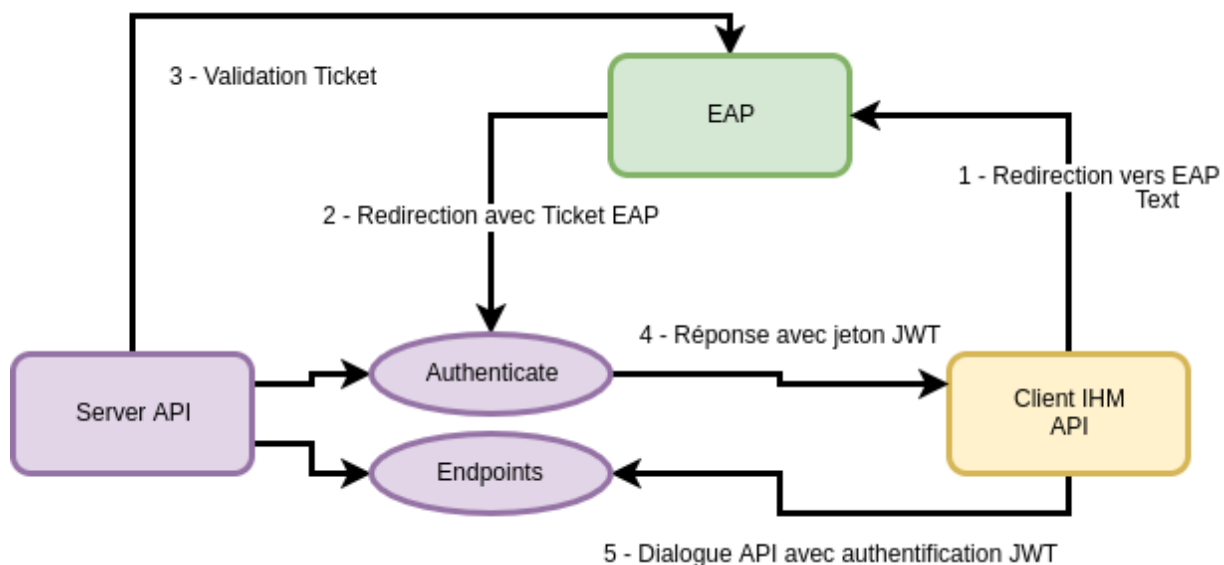 3 - Validation Ticket
EAP
1 - Redirection vers EAP
Text
2 - Redirection avec Ticket EAP
4 - Réponse avec jeton JWT
Server API
Authenticate
Client IHM
API
Endpoints
5 - Dialogue API avec authentification JWT